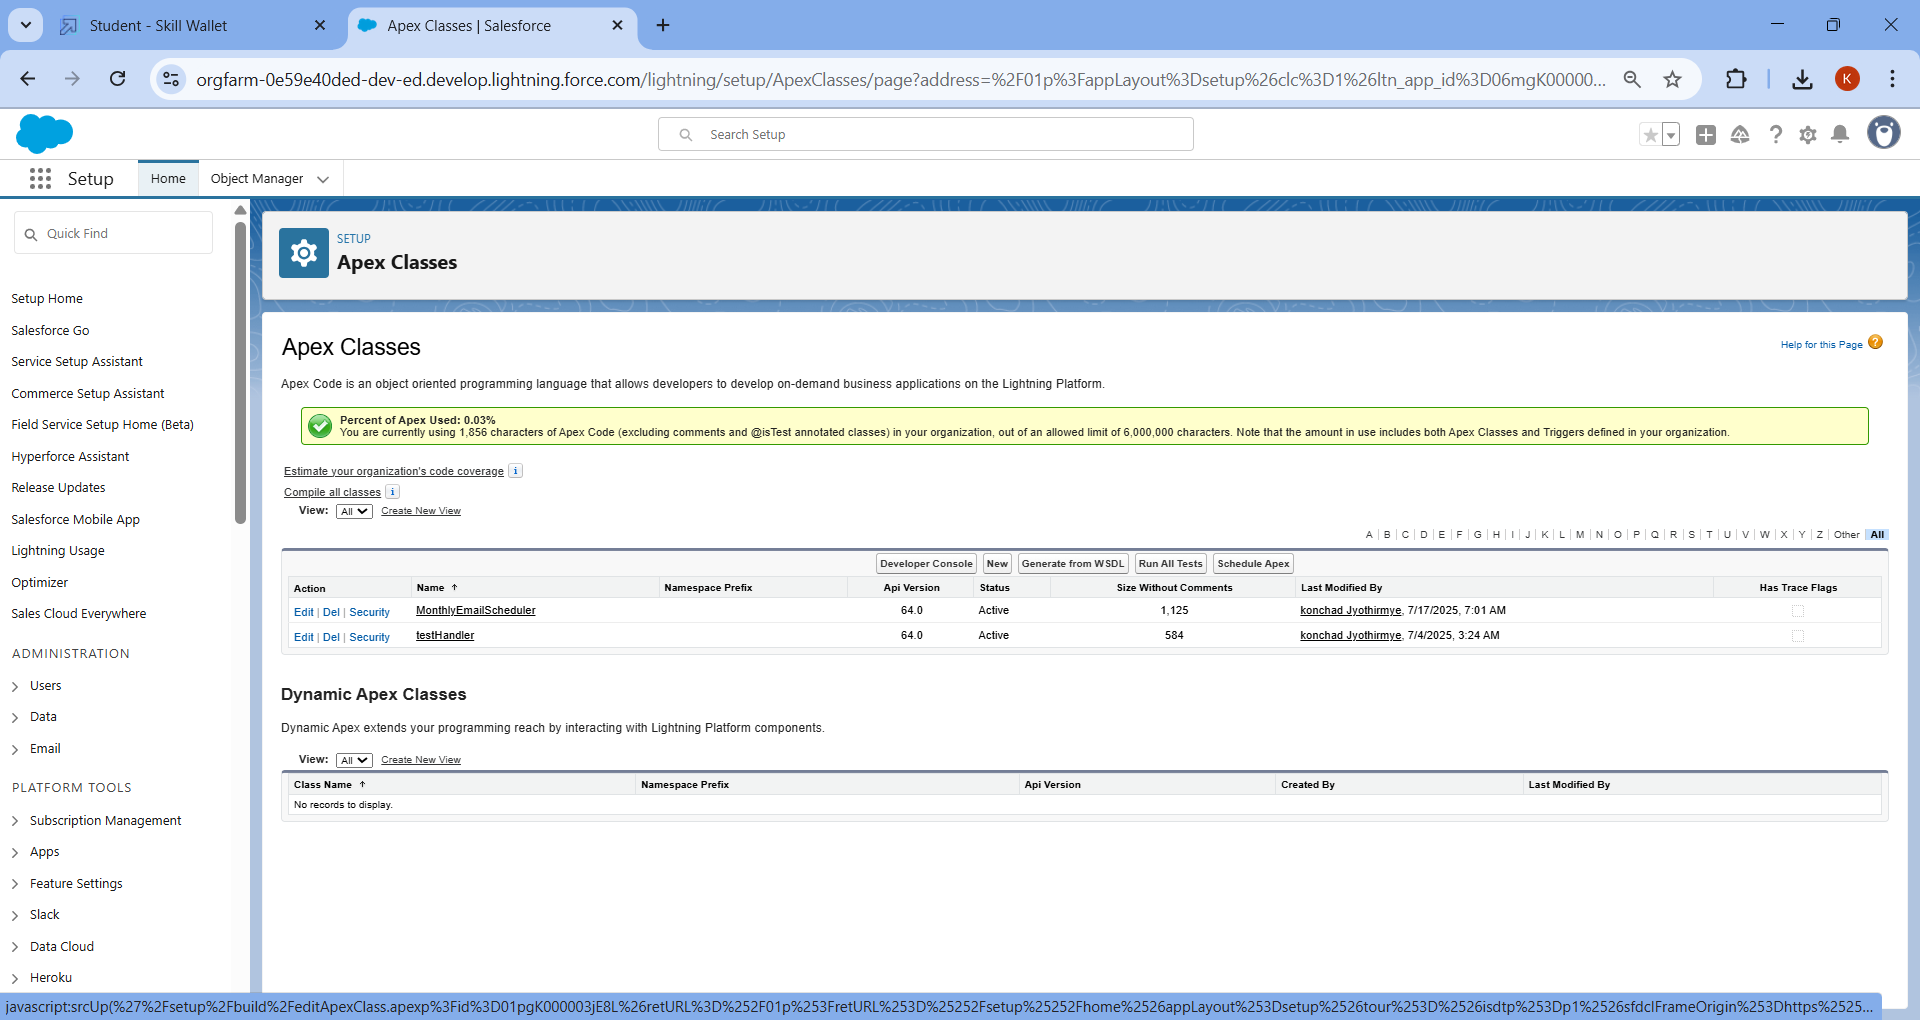 Student - Skill Wallet
Apex Classes | Salesforce
orgfarm-0e59e40ded-dev-ed.develop.lightning.force.com/lightning/setup/ApexClasses/page?address=%2F01p%3FappLayout%3Dsetup%26clc%3D1%26ltn_app_id%3D06mgK00000...
K
Search Setup
Setup
Home
Object Manager
Quick Find
Setup Home
Salesforce Go
Service Setup Assistant
Commerce Setup Assistant
Field Service Setup Home (Beta)
Hyperforce Assistant
Release Updates
Salesforce Mobile App
Lightning Usage
Optimizer
Sales Cloud Everywhere
ADMINISTRATION
Users
Data
Email
PLATFORM TOOLS
Subscription Management
Apps
Feature Settings
Slack
Data Cloud
Heroku
SETUP
Apex Classes
Apex Classes
Help for this Page ?
Apex Code is an object oriented programming language that allows developers to develop on-demand business applications on the Lightning Platform.
Percent of Apex Used: 0.03%
You are currently using 1,856 characters of Apex Code (excluding comments and @isTest annotated classes) in your organization, out of an allowed limit of 6,000,000 characters. Note that the amount in use includes both Apex Classes and Triggers defined in your organization.
Estimate your organization's code coverage i
Compile all classes i
View: All Create New View
A | B | C | D | E | F | G | H | I | J | K | L | M | N | O | P | Q | R | S | T | U | V | W | X | Y | Z | Other All
Developer Console New Generate from WSDL Run All Tests Schedule Apex
Action Name ↑ Namespace Prefix Api Version Status Size Without Comments Last Modified By Has Trace Flags
Edit | Del | Security MonthlyEmailScheduler 64.0 Active 1,125 konchad Jyothirmye, 7/17/2025, 7:01 AM
Edit | Del | Security testHandler 64.0 Active 584 konchad Jyothirmye, 7/4/2025, 3:24 AM
Dynamic Apex Classes
Dynamic Apex extends your programming reach by interacting with Lightning Platform components.
View: All Create New View
Class Name ↑ Namespace Prefix Api Version Created By Last Modified By
No records to display.
javascript:srcUp(%27%2Fsetup%2Fbuild%2FeditApexClass.apexp%3Fid%3D01pgK000003jE8L%26retURL%3D%252F01p%253FretURL%253D%25252Fsetup%25252Fhome%2526appLayout%253Dsetup%2526tour%253D%2526isdtp%253Dp1%2526sfdcIFrameOrigin%253Dhttps%2525...